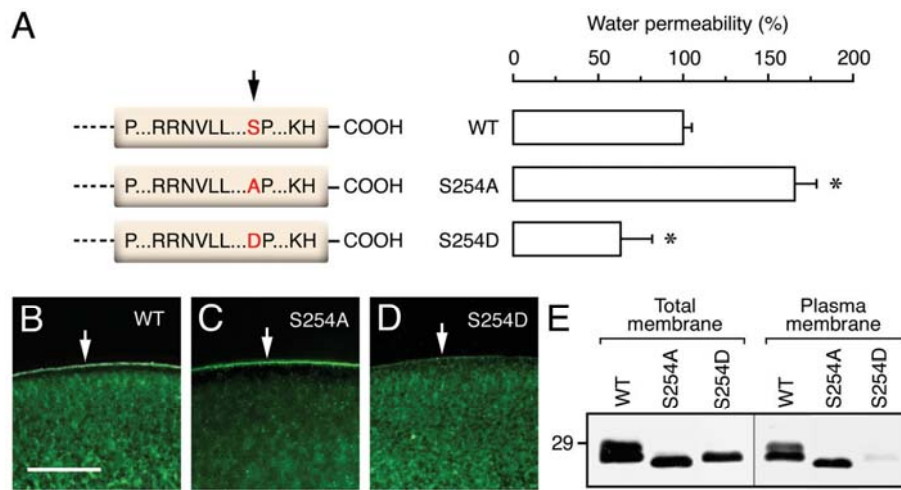 A
Water permeability (%)
0 50 100 150 200
P...RRNVLL...SP...KH COOH WT
P...RRNVLL...AP...KH COOH S254A *
P...RRNVLL...DP...KH COOH S254D *
B WT
C S254A
D S254D
E
Total membrane
Plasma membrane
WT S254A S254D WT S254A S254D
29